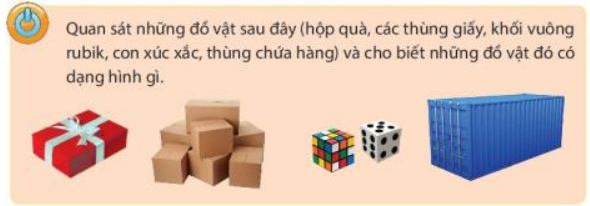 Quan sát những đồ vật sau đây (hộp quà, các thùng giấy, khối vuông
rubik, con xúc xắc, thùng chứa hàng) và cho biết những đồ vật đó có
dạng hình gì.